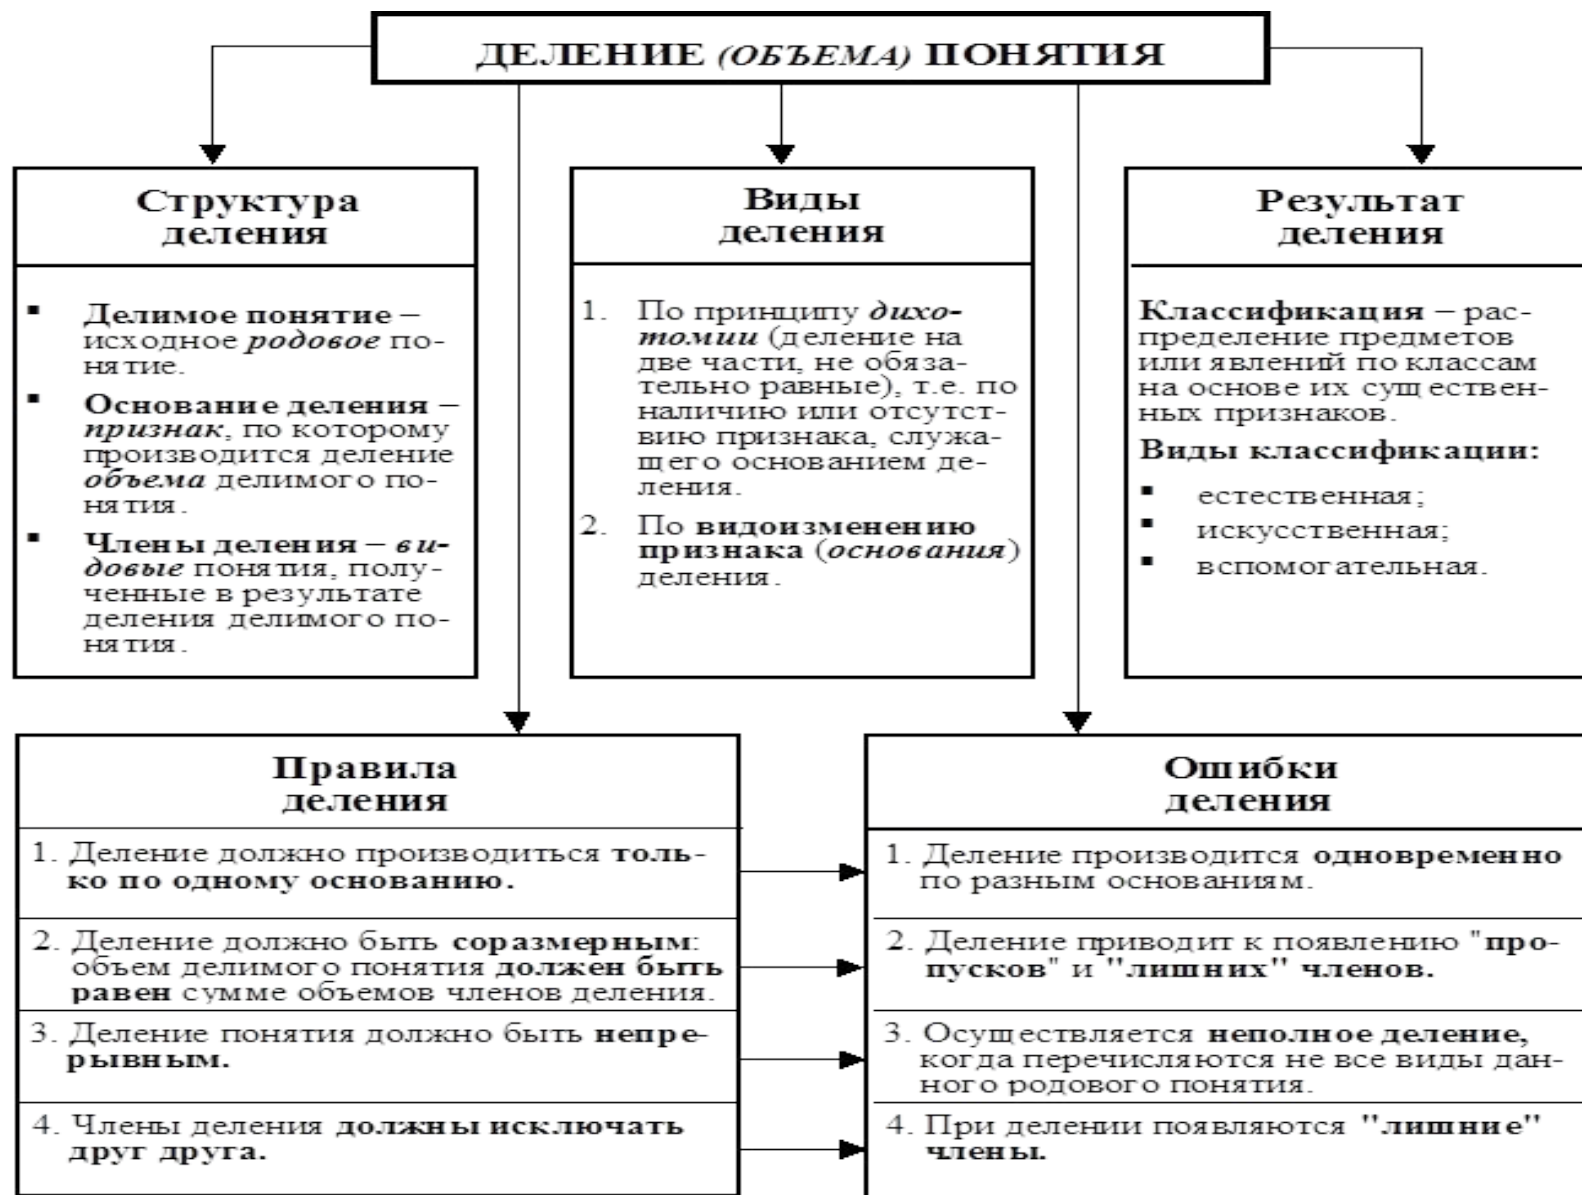 ДЕЛЕНИЕ (ОБЪЕМА) ПОНЯТИЯ
Структура
деления
▪ Делимое понятие –
исходное родовое по-
нятие.
▪ Основание деления –
признак, по которому
производится деление
объема делимого по-
нятия.
▪ Члены деления – ви-
довые понятия, полу-
ченные в результате
деления делимого по-
нятия.
Виды
деления
1. По принципу дихо-
томии (деление на
две части, не обяза-
тельно равные), т.е. по
наличию или отсутст-
вию признака, служа-
щего основанием де-
ления.
2. По видоизменению
признака (основания)
деления.
Результат
деления
Классификация – рас-
пределение предметов
или явлений по классам
на основе их существен-
ных признаков.
Виды классификации:
▪ естественная;
▪ искусственная;
▪ вспомогательная.
Правила
деления
1. Деление должно производиться толь-
ко по одному основанию.
2. Деление должно быть соразмерным:
объем делимого понятия должен быть
равен сумме объемов членов деления.
3. Деление понятия должно быть непре-
рывным.
4. Члены деления должны исключать
друг друга.
Ошибки
деления
1. Деление производится одновременно
по разным основаниям.
2. Деление приводит к появлению "про-
пусков" и "лишних" членов.
3. Осуществляется неполное деление,
когда перечисляются не все виды дан-
ного родового понятия.
4. При делении появляются "лишние"
члены.